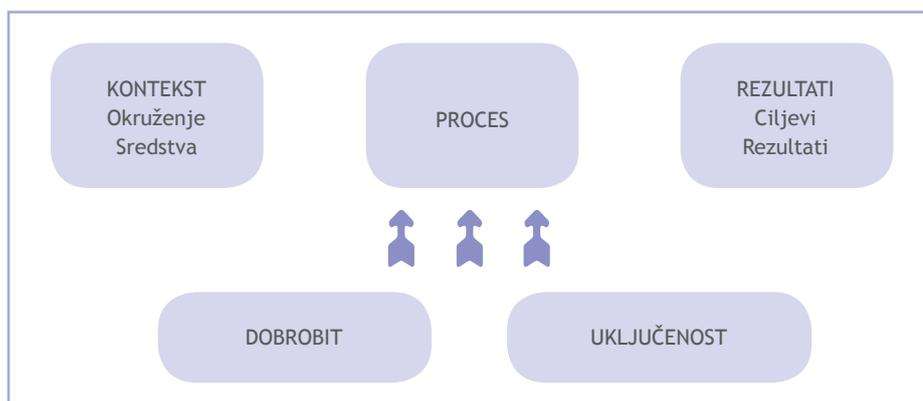 KONTEKST
Okruženje
Sredstva
PROCES
REZULTATI
Ciljevi
Rezultati
DOBROBIT
UKLJUČENOST